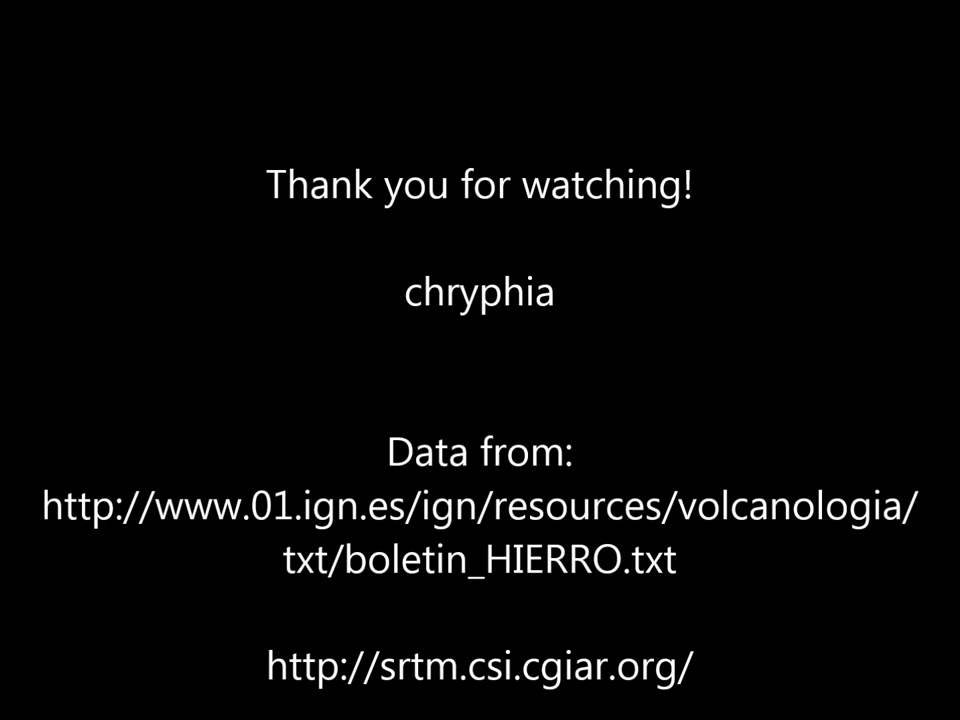 Thank you for watching!
chryphia
Data from:
http://www.01.ign.es/ign/resources/volcanologia/
txt/boletin_HIERRO.txt
http://srtm.csi.cgiar.org/